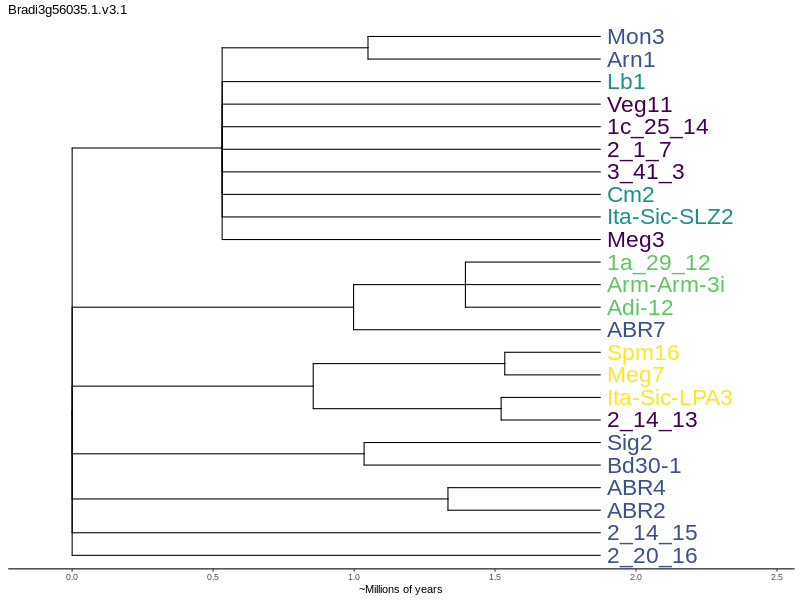 Bradi3g56035.1.v3.1
Mon3
Arn1
Lb1
Veg11
1c_25_14
2_1_7
3_41_3
Cm2
Ita-Sic-SLZ2
Meg3
1a_29_12
Arm-Arm-3i
Adi-12
ABR7
Spm16
Meg7
Ita-Sic-LPA3
2_14_13
Sig2
Bd30-1
ABR4
ABR2
2_14_15
2_20_16
0.0 0.5 1.0 1.5 2.0 2.5
~Millions of years